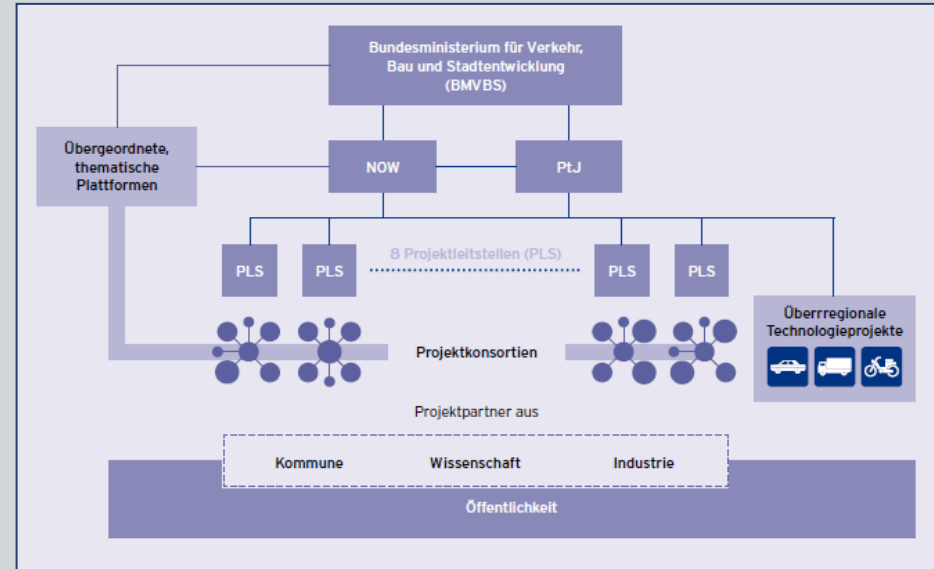 Bundesministerium für Verkehr,
Bau und Stadtentwicklung
(BMVBS)
Übergeordnete,
thematische
Plattformen
NOW
PtJ
8 Projektleitstellen (PLS)
PLS
PLS
PLS
PLS
Überrregionale
Technologieprojekte
Projektkonsortien
Projektpartner aus
Kommune
Wissenschaft
Industrie
Öffentlichkeit